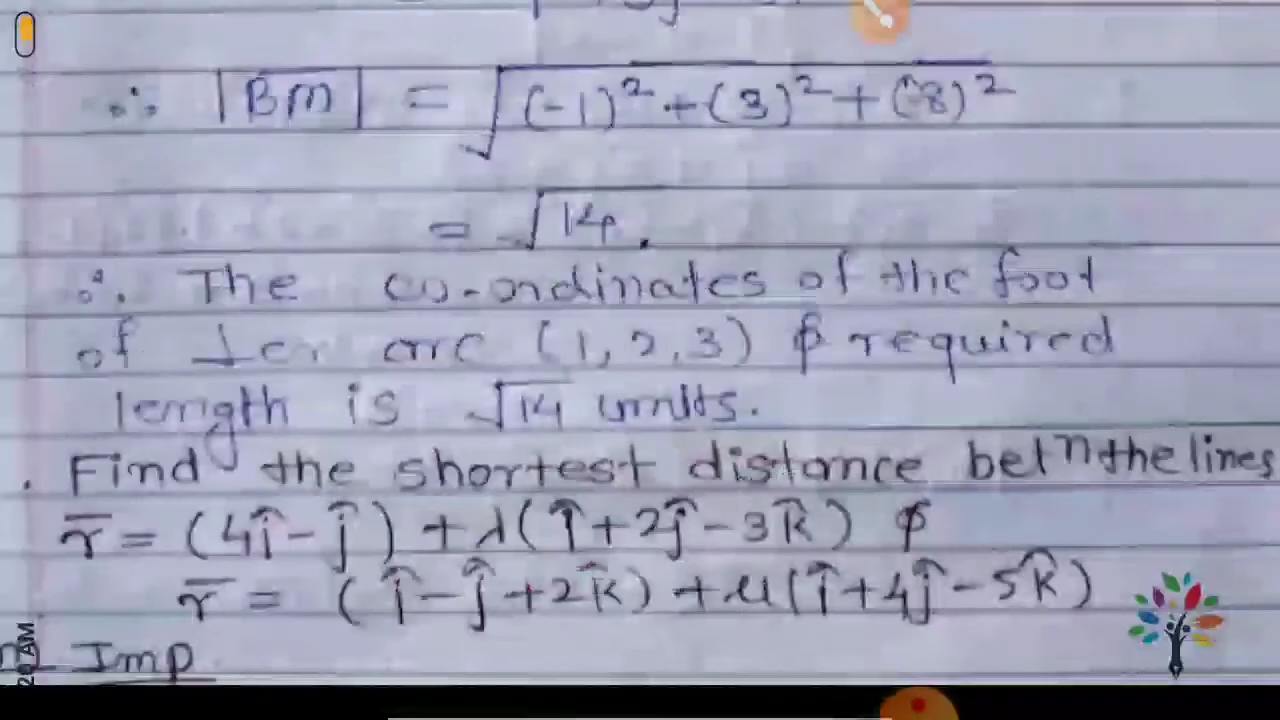 ∴ |BM| = √(-1)² + (3)² + (-8)²
= √14.
∴ The co-ordinates of the foot
of ⊥er are (1, 2, 3) & required
length is √14 units.
. Find the shortest distance betⁿ the lines
r̅ = (4î - ĵ) + λ(î + 2ĵ - 3k̂) &
r̅ = (î - ĵ + 2k̂) + μ(î + 4ĵ - 5k̂)
Imp
20 AM